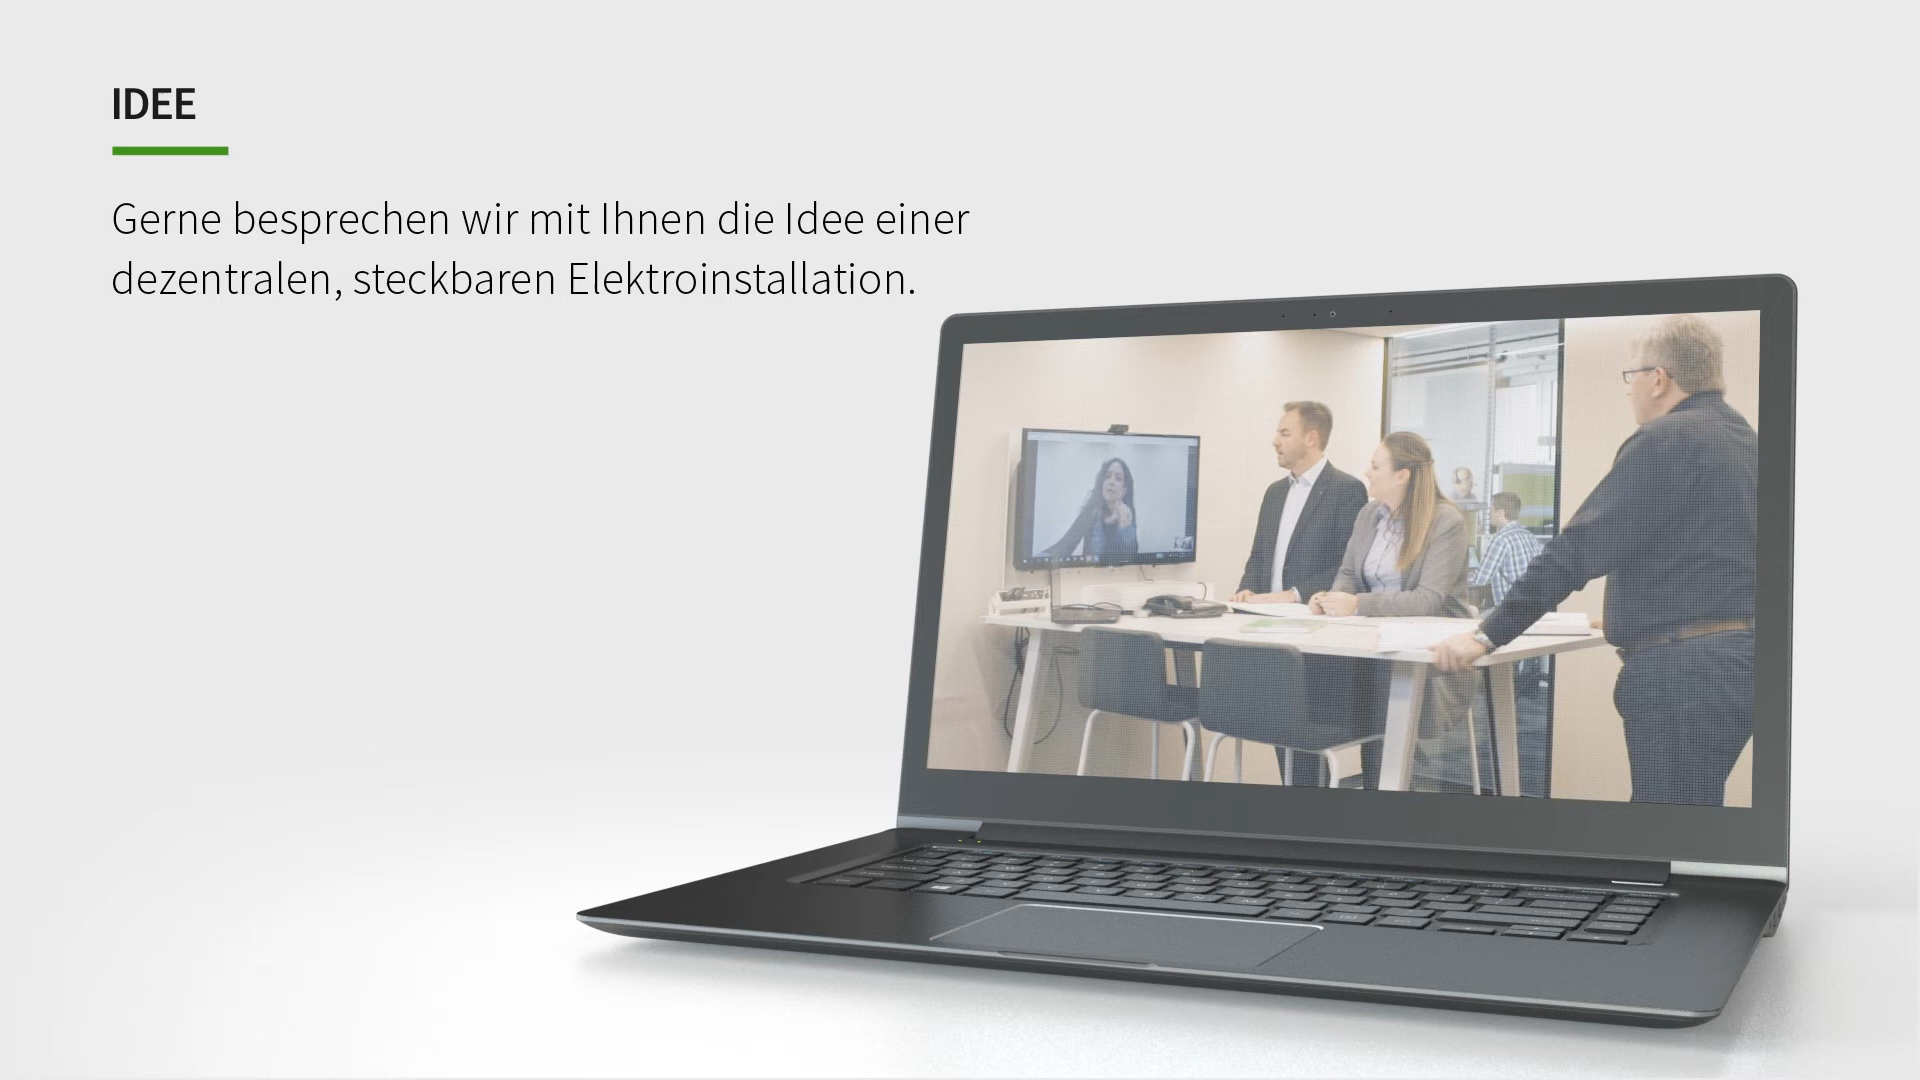 IDEE
Gerne besprechen wir mit Ihnen die Idee einer
dezentralen, steckbaren Elektroinstallation.